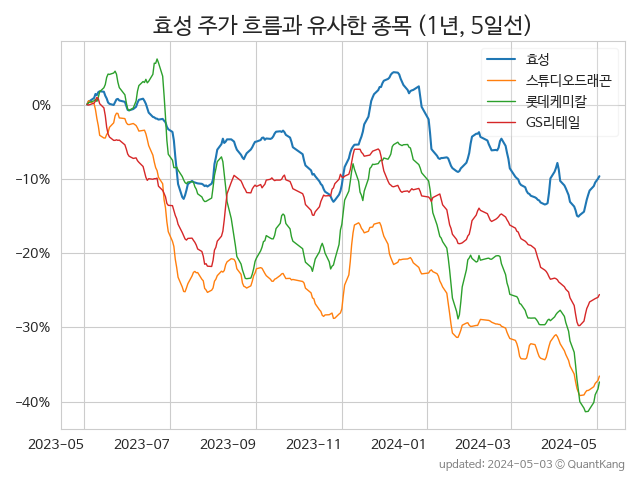 효성 주가 흐름과 유사한 종목 (1년, 5일선)
효성
스튜디오드래곤
롯데케미칼
GS리테일
0%
−10%
−20%
−30%
−40%
2023-05 2023-07 2023-09 2023-11 2024-01 2024-03 2024-05
updated: 2024-05-03 © QuantKang